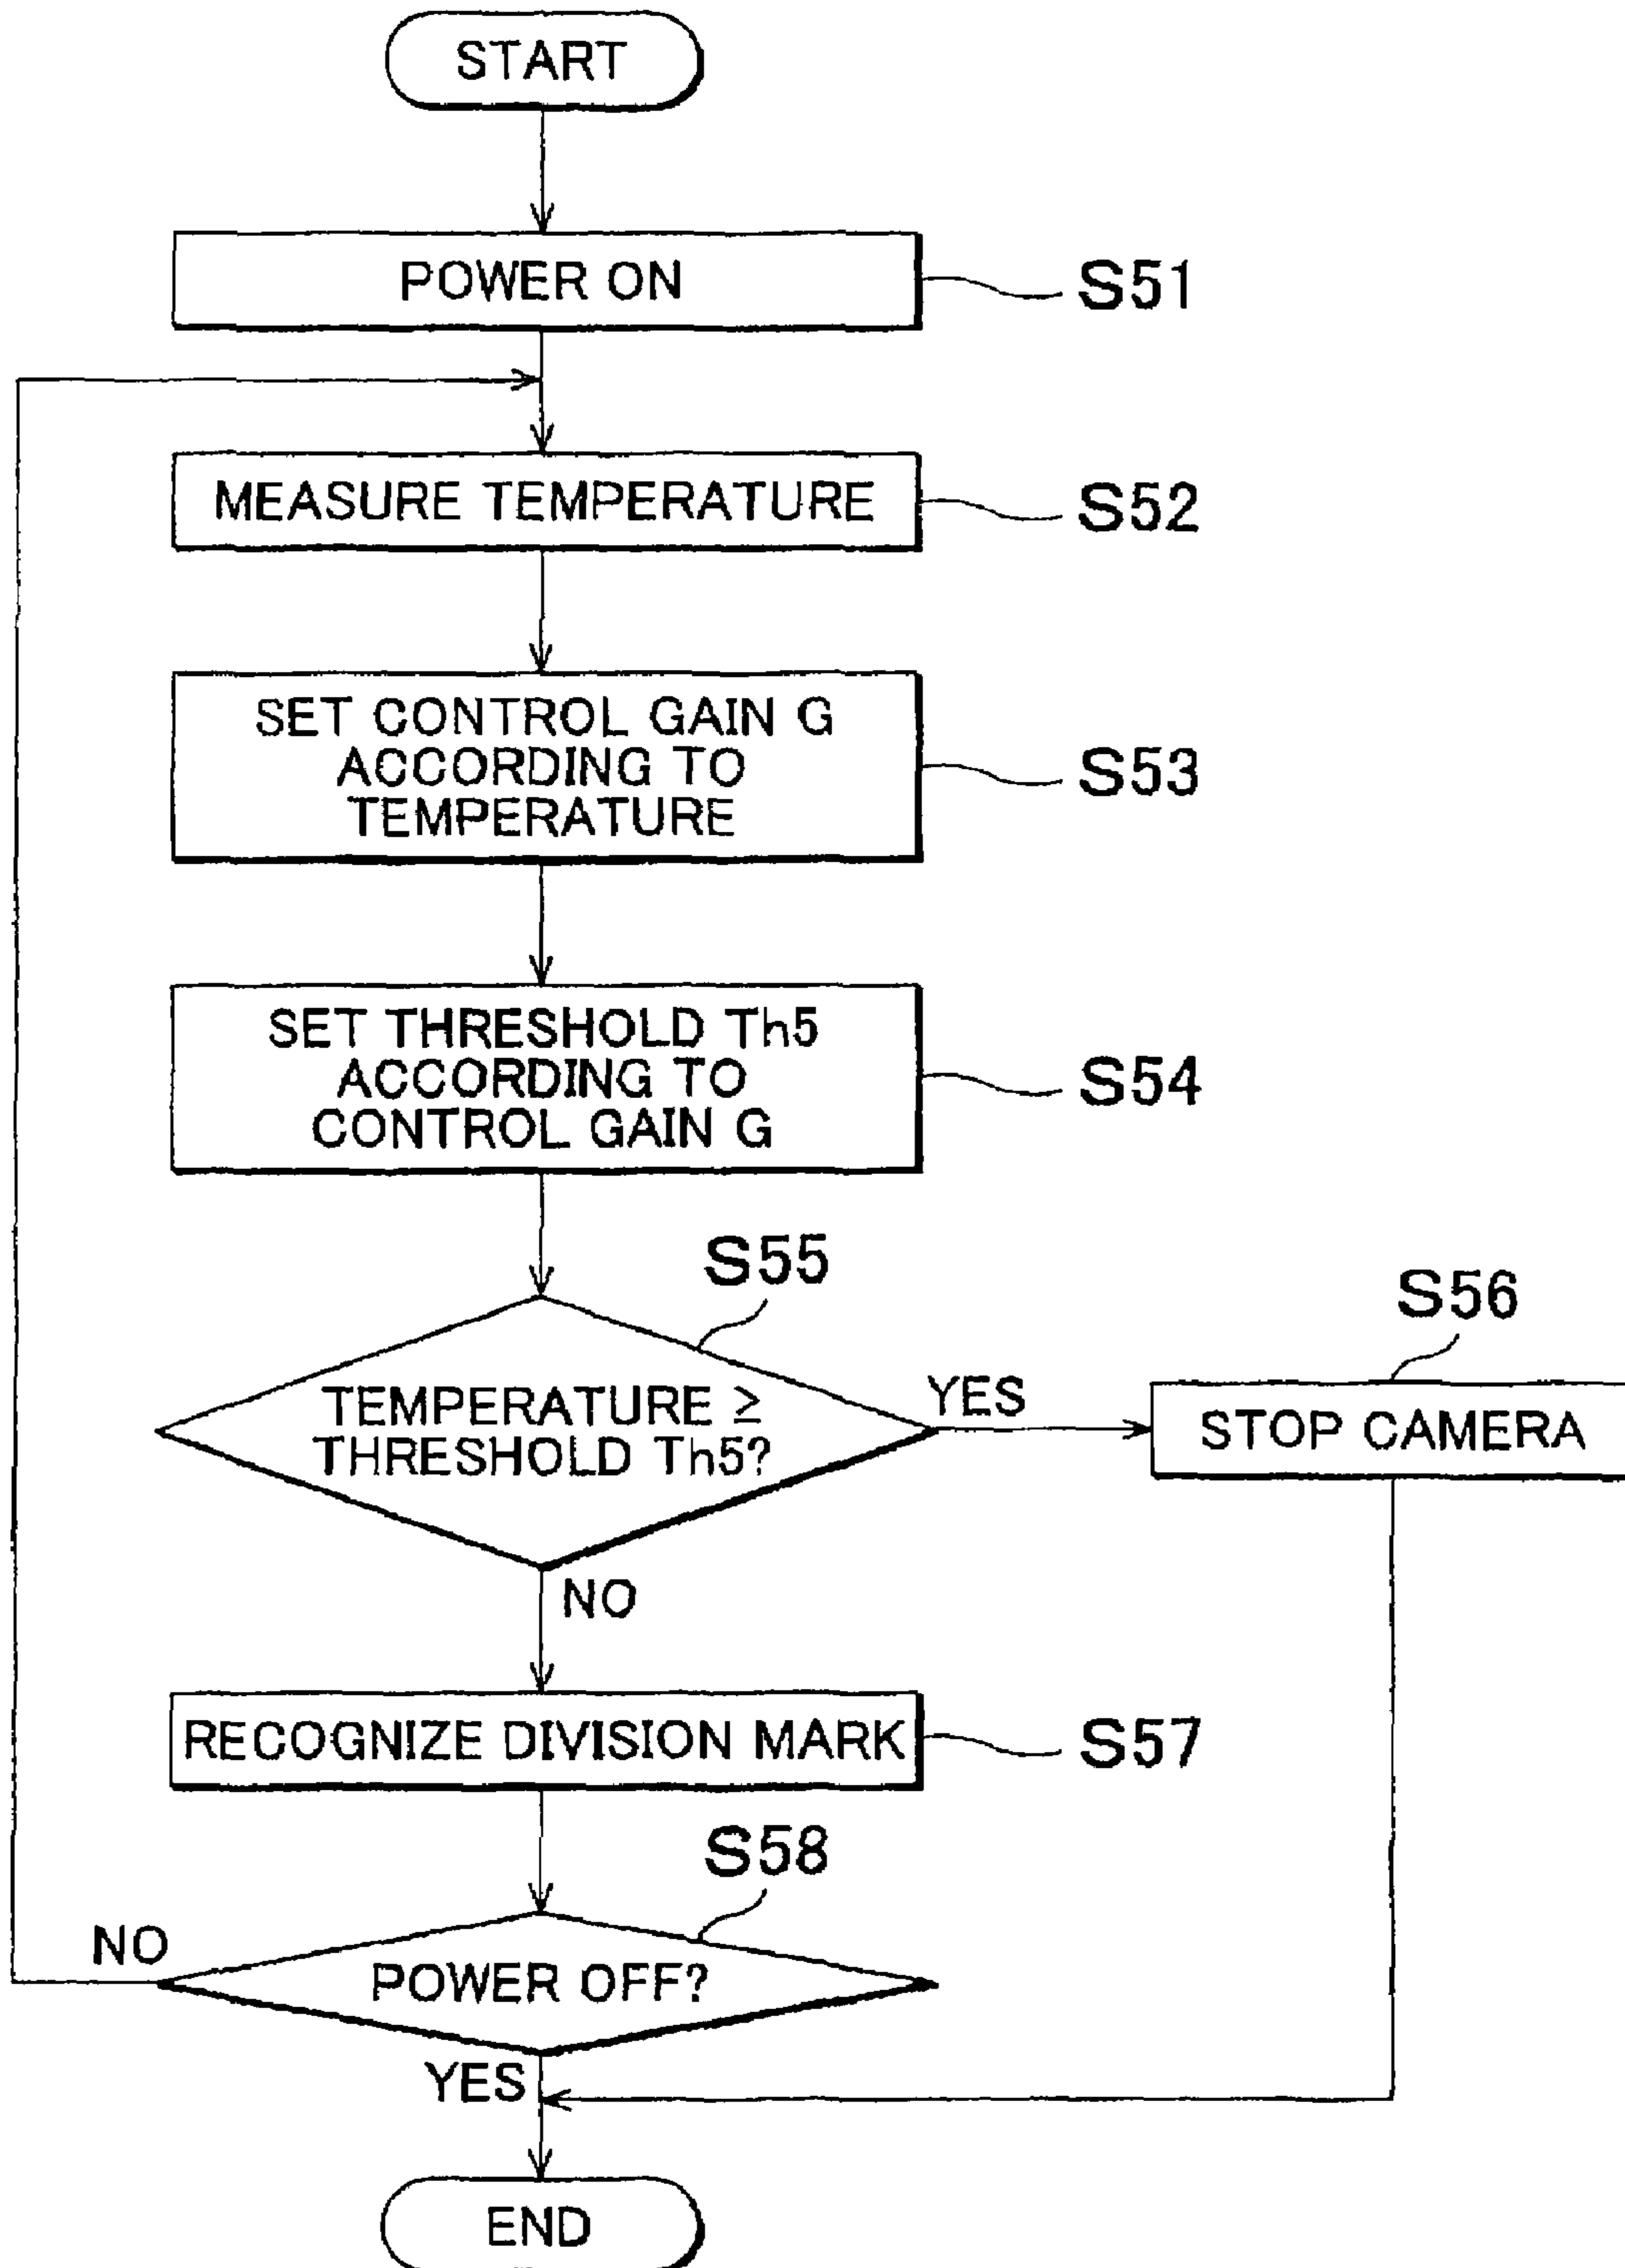 START
POWER ON
S51
MEASURE TEMPERATURE
S52
SET CONTROL GAIN G
ACCORDING TO
TEMPERATURE
S53
SET THRESHOLD Th5
ACCORDING TO
CONTROL GAIN G
S54
S55
TEMPERATURE ≥
THRESHOLD Th5?
YES
S56
STOP CAMERA
NO
RECOGNIZE DIVISION MARK
S57
S58
NO
POWER OFF?
YES
END